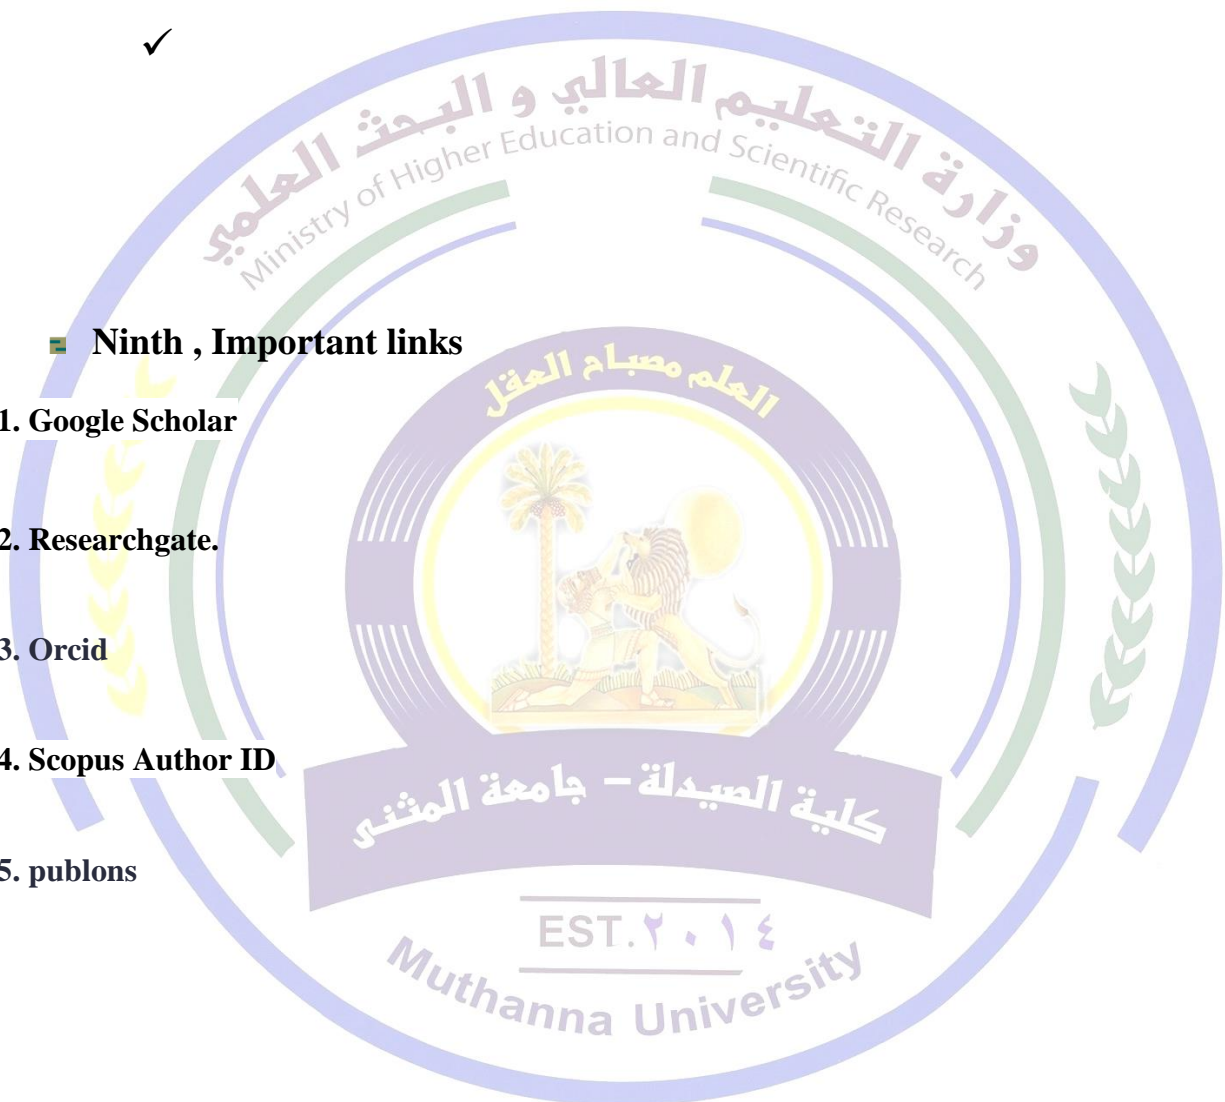 ✓
وزارة التعليم العالي و البحث العلمي
Ministry of Higher Education and Scientific Research
Ninth , Important links
العلم مصباح العقل
1. Google Scholar
2. Researchgate.
3. Orcid
4. Scopus Author ID
كلية الصيدلة – جامعة المثنى
5. publons
EST. ٢٠١٤
Muthanna University